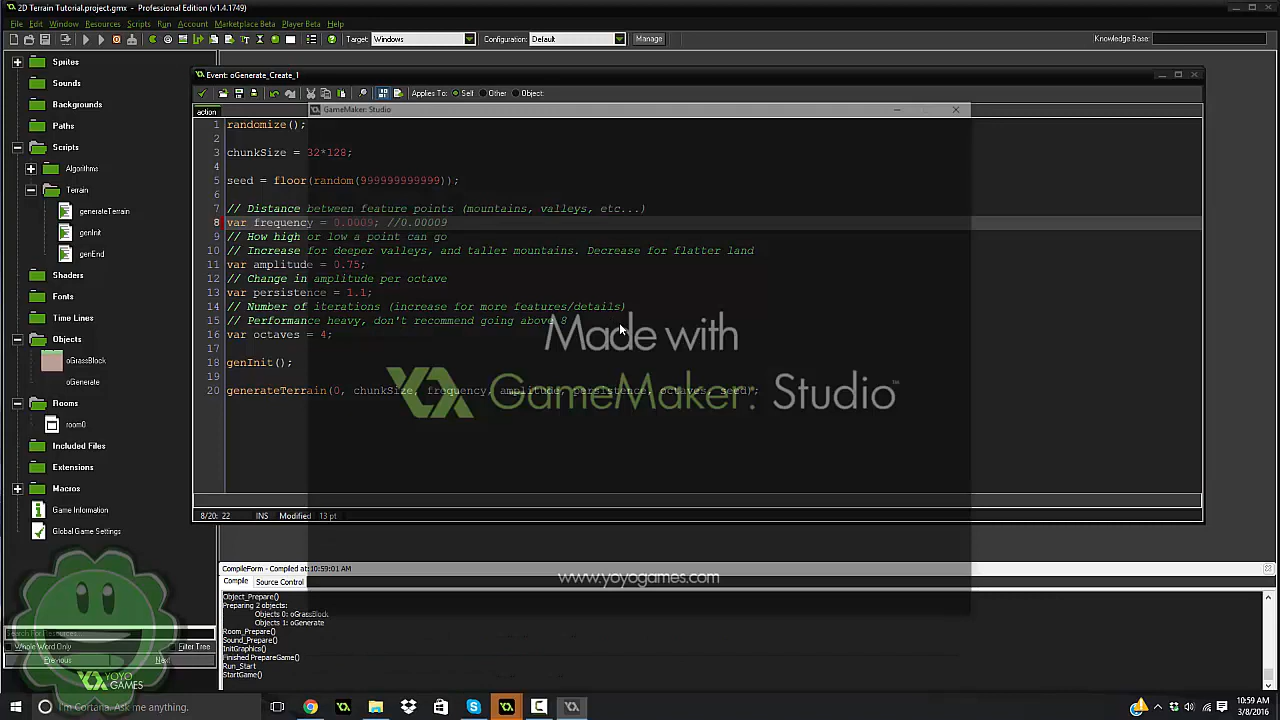 2D Terrain Tutorial.project.gmx - Professional Edition (v1.4.1749)
File Edit Window Resources Scripts Run Account Marketplace Beta Player Beta Help
Target: Windows Configuration: Default Manage Knowledge Base:
Sprites
Sounds
Backgrounds
Paths
Scripts
Algorithms
Terrain
generateTerrain
genInit
genEnd
Shaders
Fonts
Time Lines
Objects
oGrassBlock
oGenerate
Rooms
room0
Included Files
Extensions
Macros
Game Information
Global Game Settings
Search For Resources
Whole Word Only Filter Tree
Previous Next
YOYO
GAMES
Event: oGenerate_Create_1
Applies To: Self Other Object:
action
GameMaker: Studio
1 randomize();
2
3 chunkSize = 32*128;
4
5 seed = floor(random(999999999999));
6
7 // Distance between feature points (mountains, valleys, etc...)
8 var frequency = 0.0009; //0.00009
9 // How high or low a point can go
10 // Increase for deeper valleys, and taller mountains. Decrease for flatter land
11 var amplitude = 0.75;
12 // Change in amplitude per octave
13 var persistence = 1.1;
14 // Number of iterations (increase for more features/details)
15 // Performance heavy, don't recommend going above 8
16 var octaves = 4;
17
18 genInit();
19
20 generateTerrain(0, chunkSize, frequency, amplitude, persistence, octaves, seed);
Made with
GameMaker: Studio™
www.yoyogames.com
8/20: 22 INS Modified 13 pt
CompileForm - Compiled at: 10:59:01 AM
Compile Source Control
Object_Prepare()
Preparing 2 objects:
Objects 0: oGrassBlock
Objects 1: oGenerate
Room_Prepare()
Sound_Prepare()
InitGraphics()
Finished PrepareGame()
Run_Start
StartGame()
I'm Cortana. Ask me anything.
10:59 AM
3/8/2016